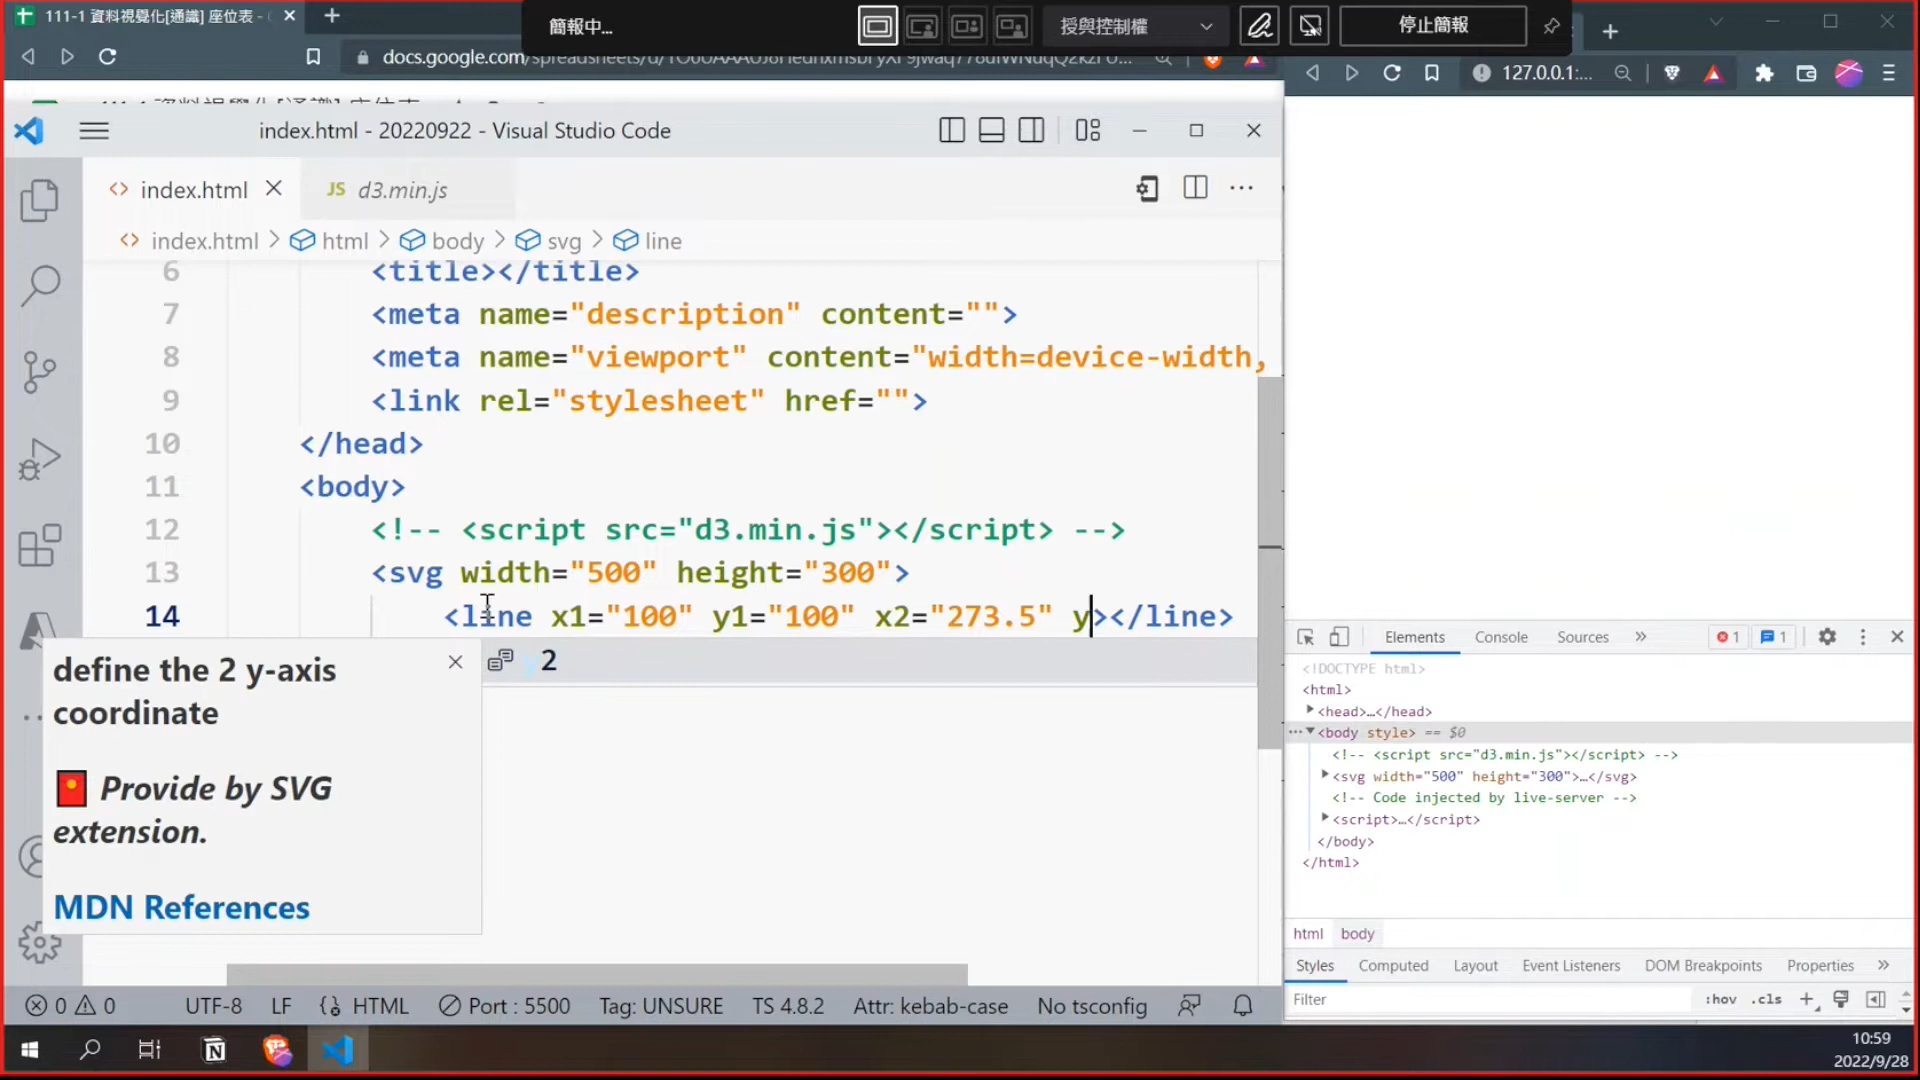 111-1 資料視覺化[通識] 座位表 -
簡報中...
授與控制權
停止簡報
docs.google.com
127.0.0.1:...
index.html - 20220922 - Visual Studio Code
index.html
JS d3.min.js
index.html > html > body > svg > line
6 <title></title>
7 <meta name="description" content="">
8 <meta name="viewport" content="width=device-width,
9 <link rel="stylesheet" href="">
10 </head>
11 <body>
12 <!-- <script src="d3.min.js"></script> -->
13 <svg width="500" height="300">
14 <line x1="100" y1="100" x2="273.5" y></line>
y2
define the 2 y-axis
coordinate
Provide by SVG
extension.
MDN References
0 0 UTF-8 LF HTML Port : 5500 Tag: UNSURE TS 4.8.2 Attr: kebab-case No tsconfig
Elements Console Sources » 1 1
<!DOCTYPE html>
<html>
<head>…</head>
<body style> == $0
<!-- <script src="d3.min.js"></script> -->
<svg width="500" height="300">…</svg>
<!-- Code injected by live-server -->
<script>…</script>
</body>
</html>
html body
Styles Computed Layout Event Listeners DOM Breakpoints Properties »
Filter :hov .cls +
10:59
2022/9/28